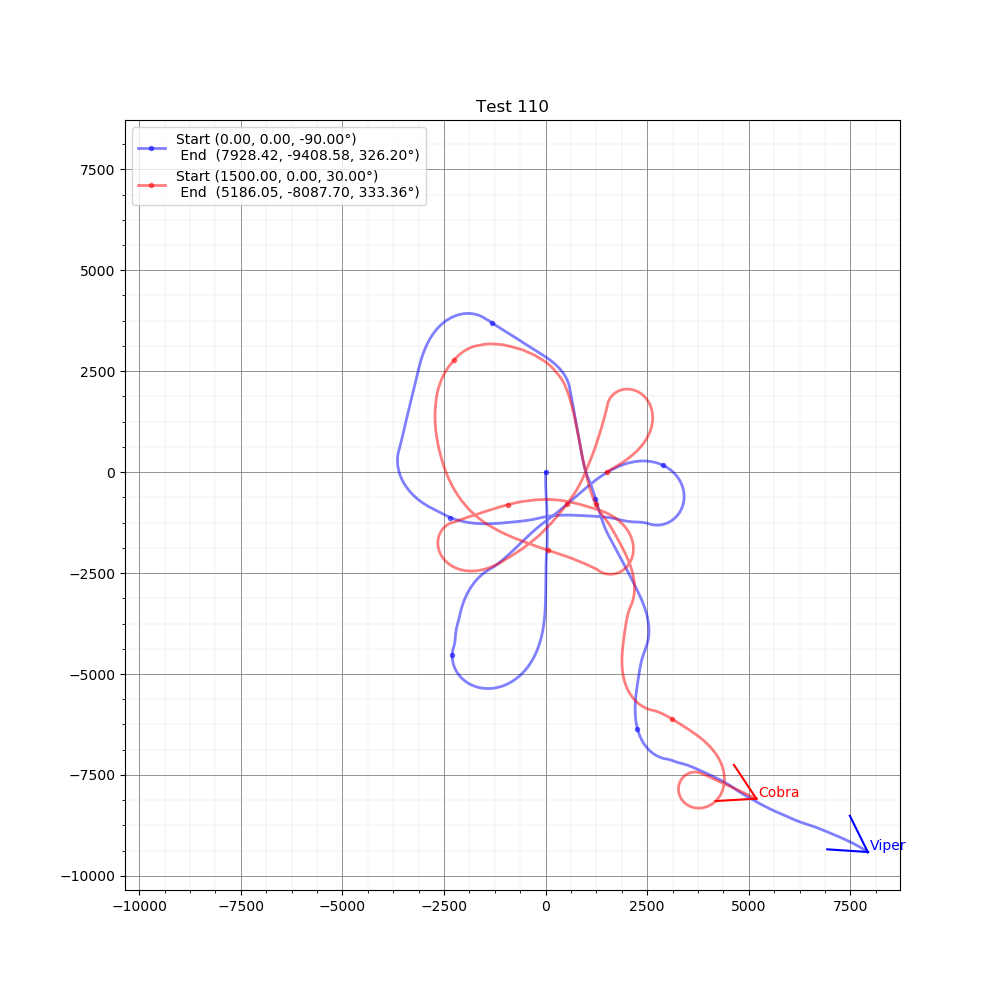 Test 110
Start (0.00, 0.00, -90.00°)
End  (7928.42, -9408.58, 326.20°)
Start (1500.00, 0.00, 30.00°)
End  (5186.05, -8087.70, 333.36°)
7500
5000
2500
0
−2500
−5000
−7500
−10000
Cobra
Viper
−10000 −7500 −5000 −2500 0 2500 5000 7500